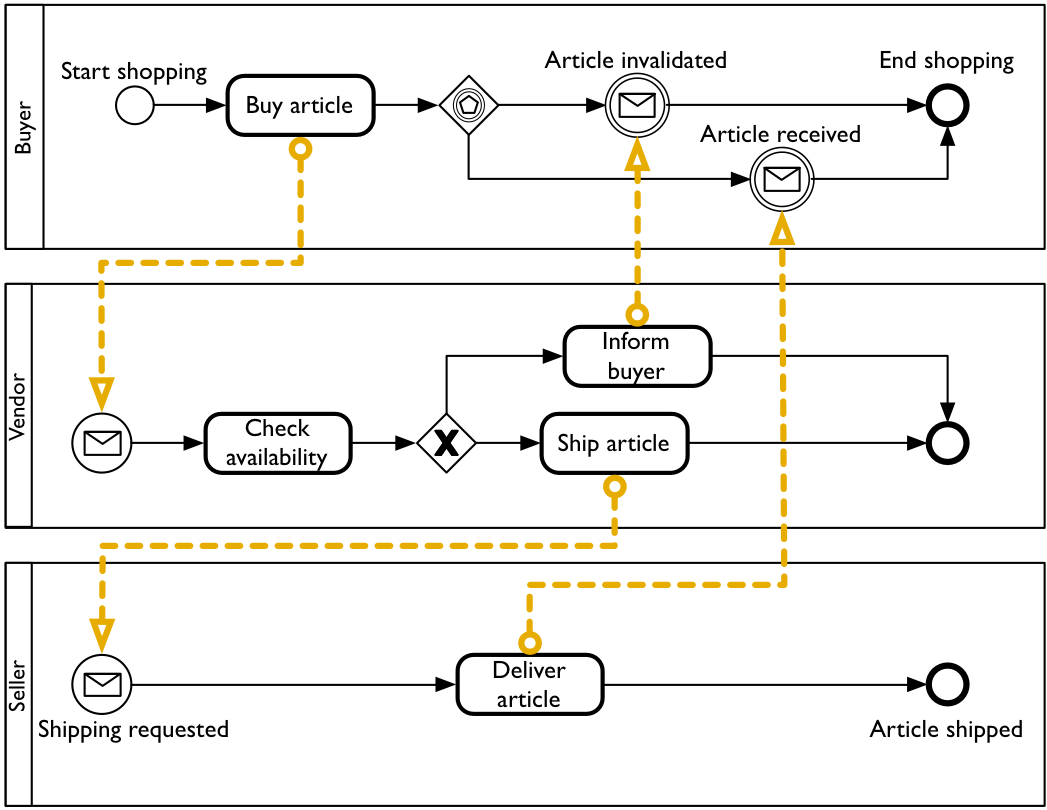 Buyer
Start shopping
Buy article
Article invalidated
End shopping
Article received
Vendor
Inform
buyer
Check
availability
X
Ship article
Seller
Shipping requested
Deliver
article
Article shipped